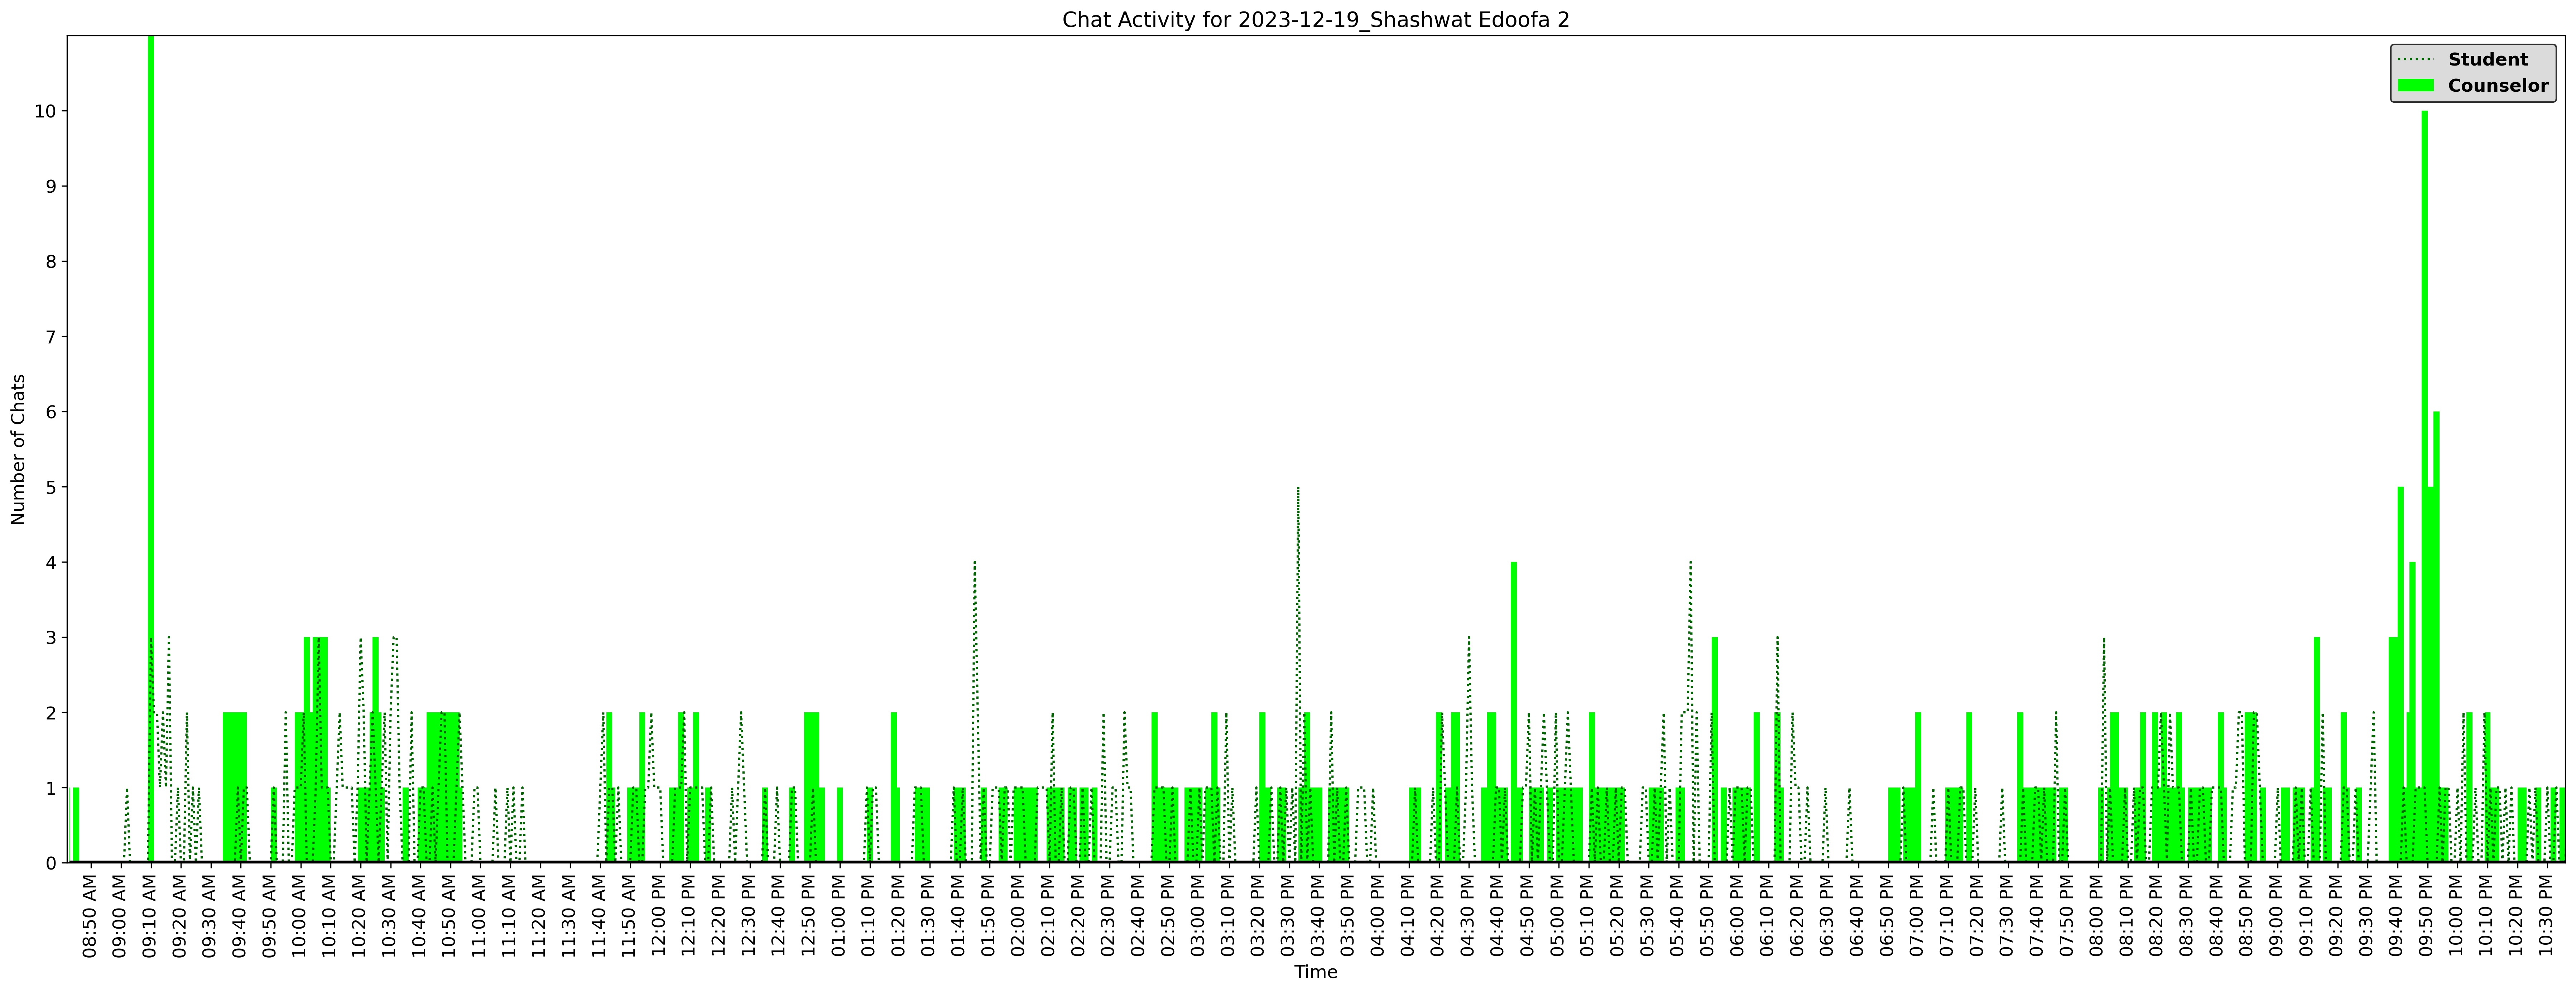 Chat Activity for 2023-12-19_Shashwat Edoofa 2
Student
Counselor
Number of Chats
10
9
8
7
6
5
4
3
2
1
0
08:50 AM
09:00 AM
09:10 AM
09:20 AM
09:30 AM
09:40 AM
09:50 AM
10:00 AM
10:10 AM
10:20 AM
10:30 AM
10:40 AM
10:50 AM
11:00 AM
11:10 AM
11:20 AM
11:30 AM
11:40 AM
11:50 AM
12:00 PM
12:10 PM
12:20 PM
12:30 PM
12:40 PM
12:50 PM
01:00 PM
01:10 PM
01:20 PM
01:30 PM
01:40 PM
01:50 PM
02:00 PM
02:10 PM
02:20 PM
02:30 PM
02:40 PM
02:50 PM
03:00 PM
03:10 PM
03:20 PM
03:30 PM
03:40 PM
03:50 PM
04:00 PM
04:10 PM
04:20 PM
04:30 PM
04:40 PM
04:50 PM
05:00 PM
05:10 PM
05:20 PM
05:30 PM
05:40 PM
05:50 PM
06:00 PM
06:10 PM
06:20 PM
06:30 PM
06:40 PM
06:50 PM
07:00 PM
07:10 PM
07:20 PM
07:30 PM
07:40 PM
07:50 PM
08:00 PM
08:10 PM
08:20 PM
08:30 PM
08:40 PM
08:50 PM
09:00 PM
09:10 PM
09:20 PM
09:30 PM
09:40 PM
09:50 PM
10:00 PM
10:10 PM
10:20 PM
10:30 PM
Time